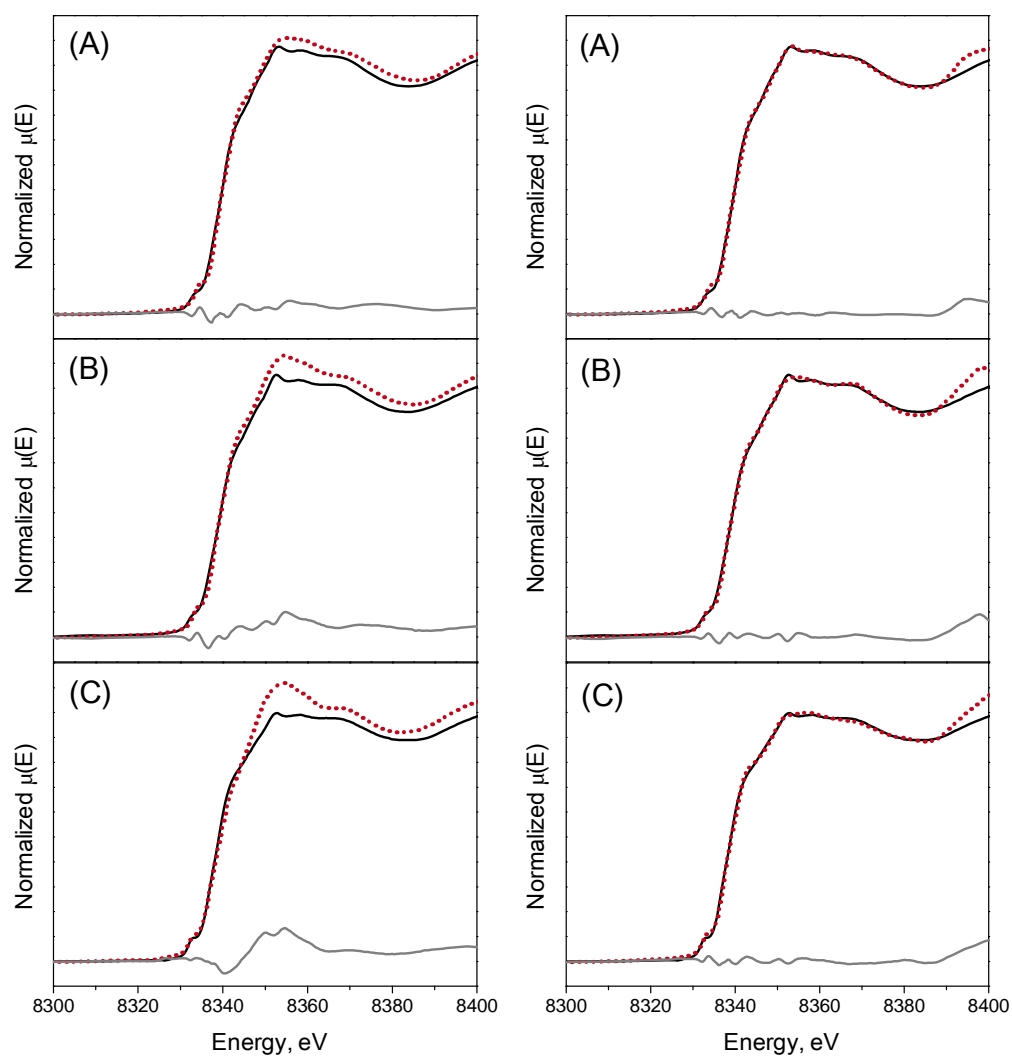 (A)
Normalized μ(E)
(B)
Normalized μ(E)
(C)
Normalized μ(E)
8300 8320 8340 8360 8380 8400
Energy, eV
(A)
Normalized μ(E)
(B)
Normalized μ(E)
(C)
Normalized μ(E)
8300 8320 8340 8360 8380 8400
Energy, eV